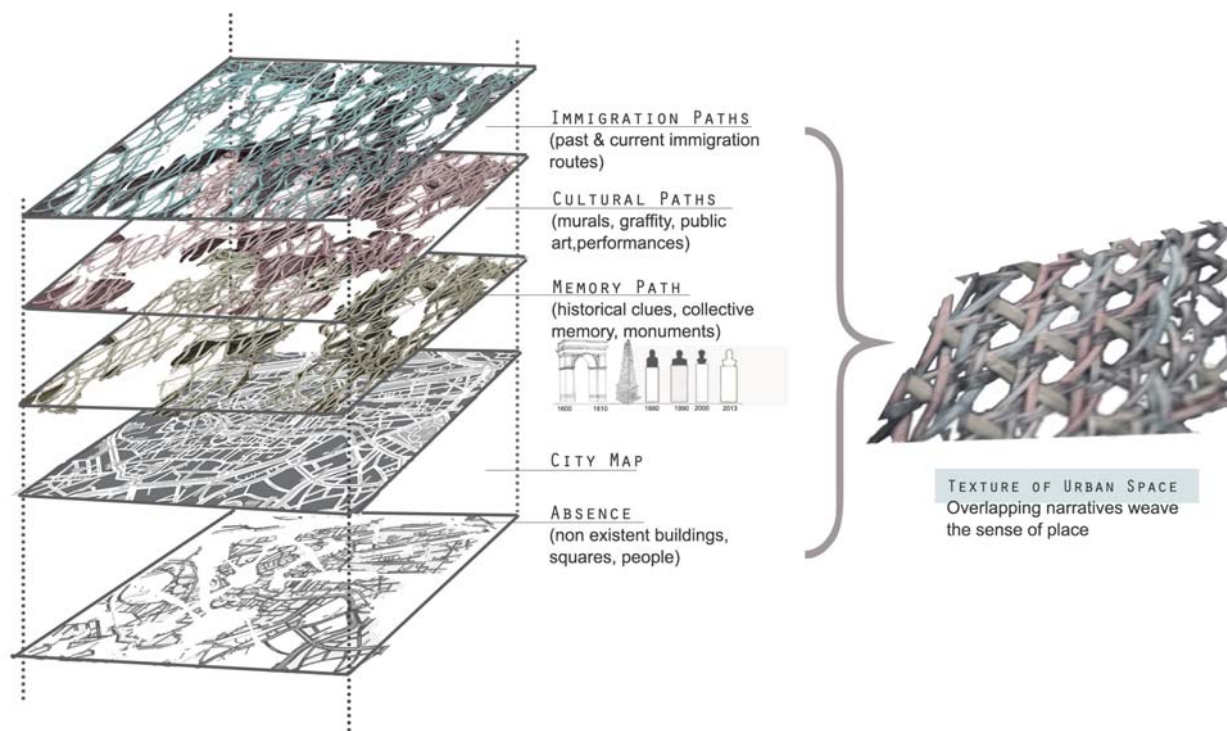 IMMIGRATION PATHS
(past & current immigration
routes)
CULTURAL PATHS
(murals, graffity, public
art,performances)
MEMORY PATH
(historical clues, collective
memory, monuments)
1600 1610 1880 1990 2000 2013
CITY MAP
ABSENCE
(non existent buildings,
squares, people)
TEXTURE OF URBAN SPACE
Overlapping narratives weave
the sense of place